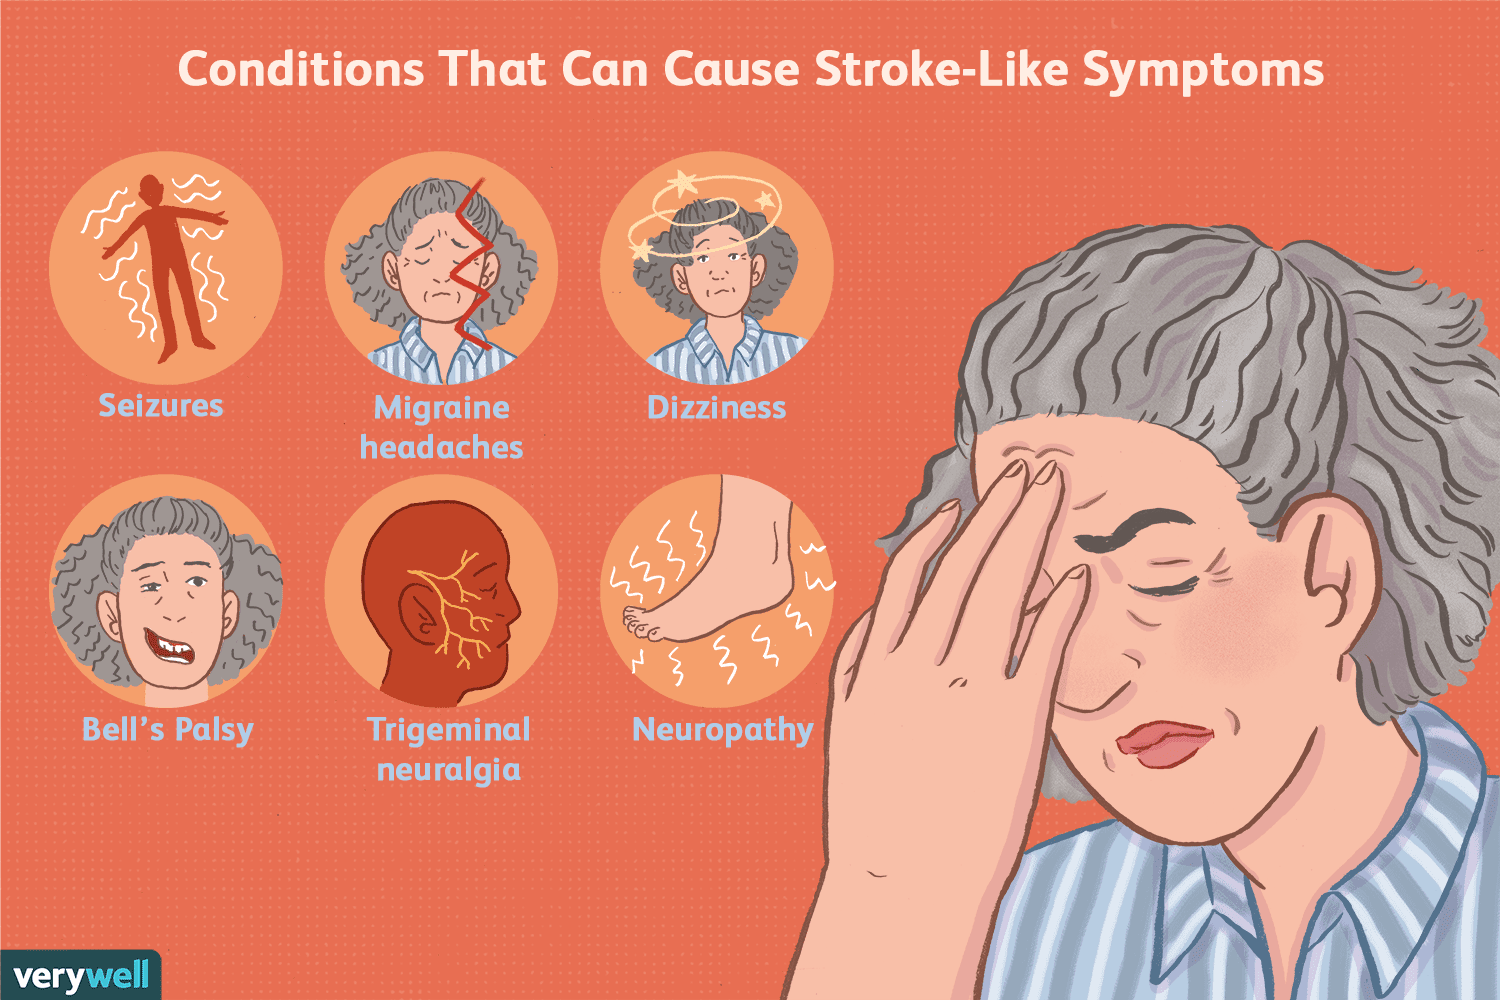 Conditions That Can Cause Stroke-Like Symptoms
Seizures
Migraine
headaches
Dizziness
Bell's Palsy
Trigeminal
neuralgia
Neuropathy
verywell